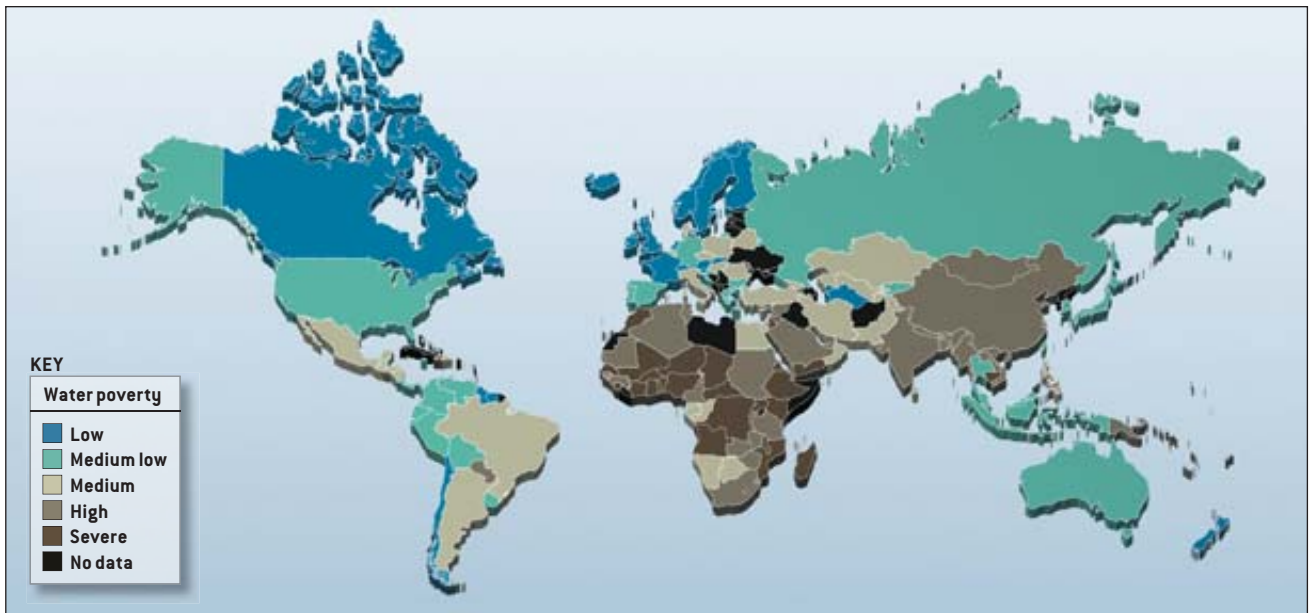 KEY
Water poverty
Low
Medium low
Medium
High
Severe
No data